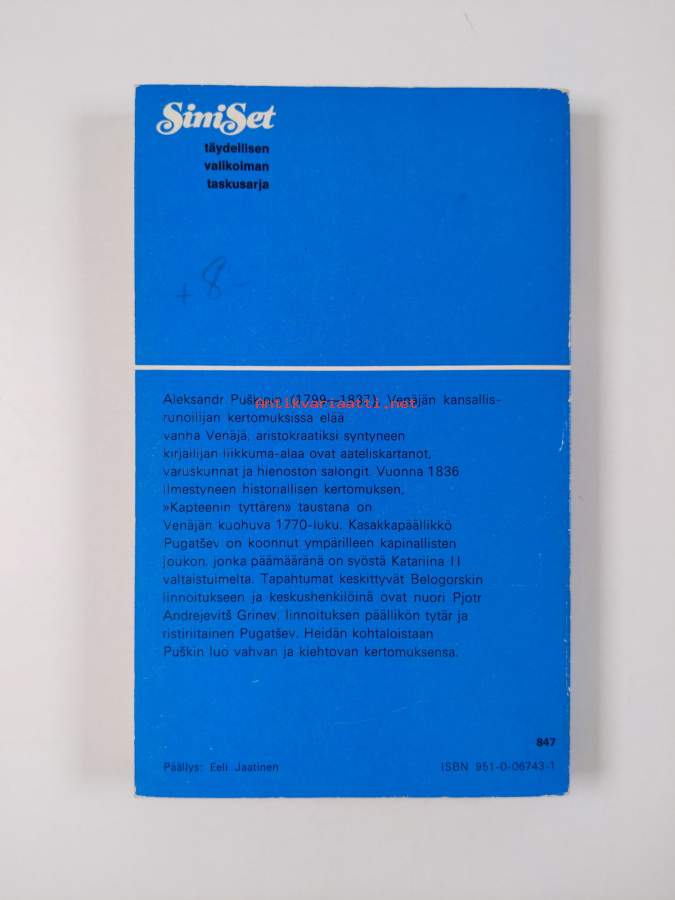 SiniSet
täydellisen
valikoiman
taskusarja
+ 8-
Aleksandr Puškinin (1799—1837), Venäjän kansallis-
antikvariaatti.net
runoilijan kertomuksissa elää
vanha Venäjä, aristokraatiksi syntyneen
kirjailijan liikkuma-alaa ovat aateliskartanot,
varuskunnat ja hienoston salongit. Vuonna 1836
ilmestyneen historiallisen kertomuksen,
»Kapteenin tyttären» taustana on
Venäjän kuohuva 1770-luku. Kasakkapäällikkö
Pugatšev on koonnut ympärilleen kapinallisten
joukon, jonka päämääränä on syöstä Katariina II
valtaistuimelta. Tapahtumat keskittyvät Belogorskin
linnoitukseen ja keskushenkilöinä ovat nuori Pjotr
Andrejevitš Grinev, linnoituksen päällikön tytär ja
ristiriitainen Pugatšev. Heidän kohtaloistaan
Puškin luo vahvan ja kiehtovan kertomuksensa.
847
Päällys: Eeli Jaatinen
ISBN 951-0-06743-1